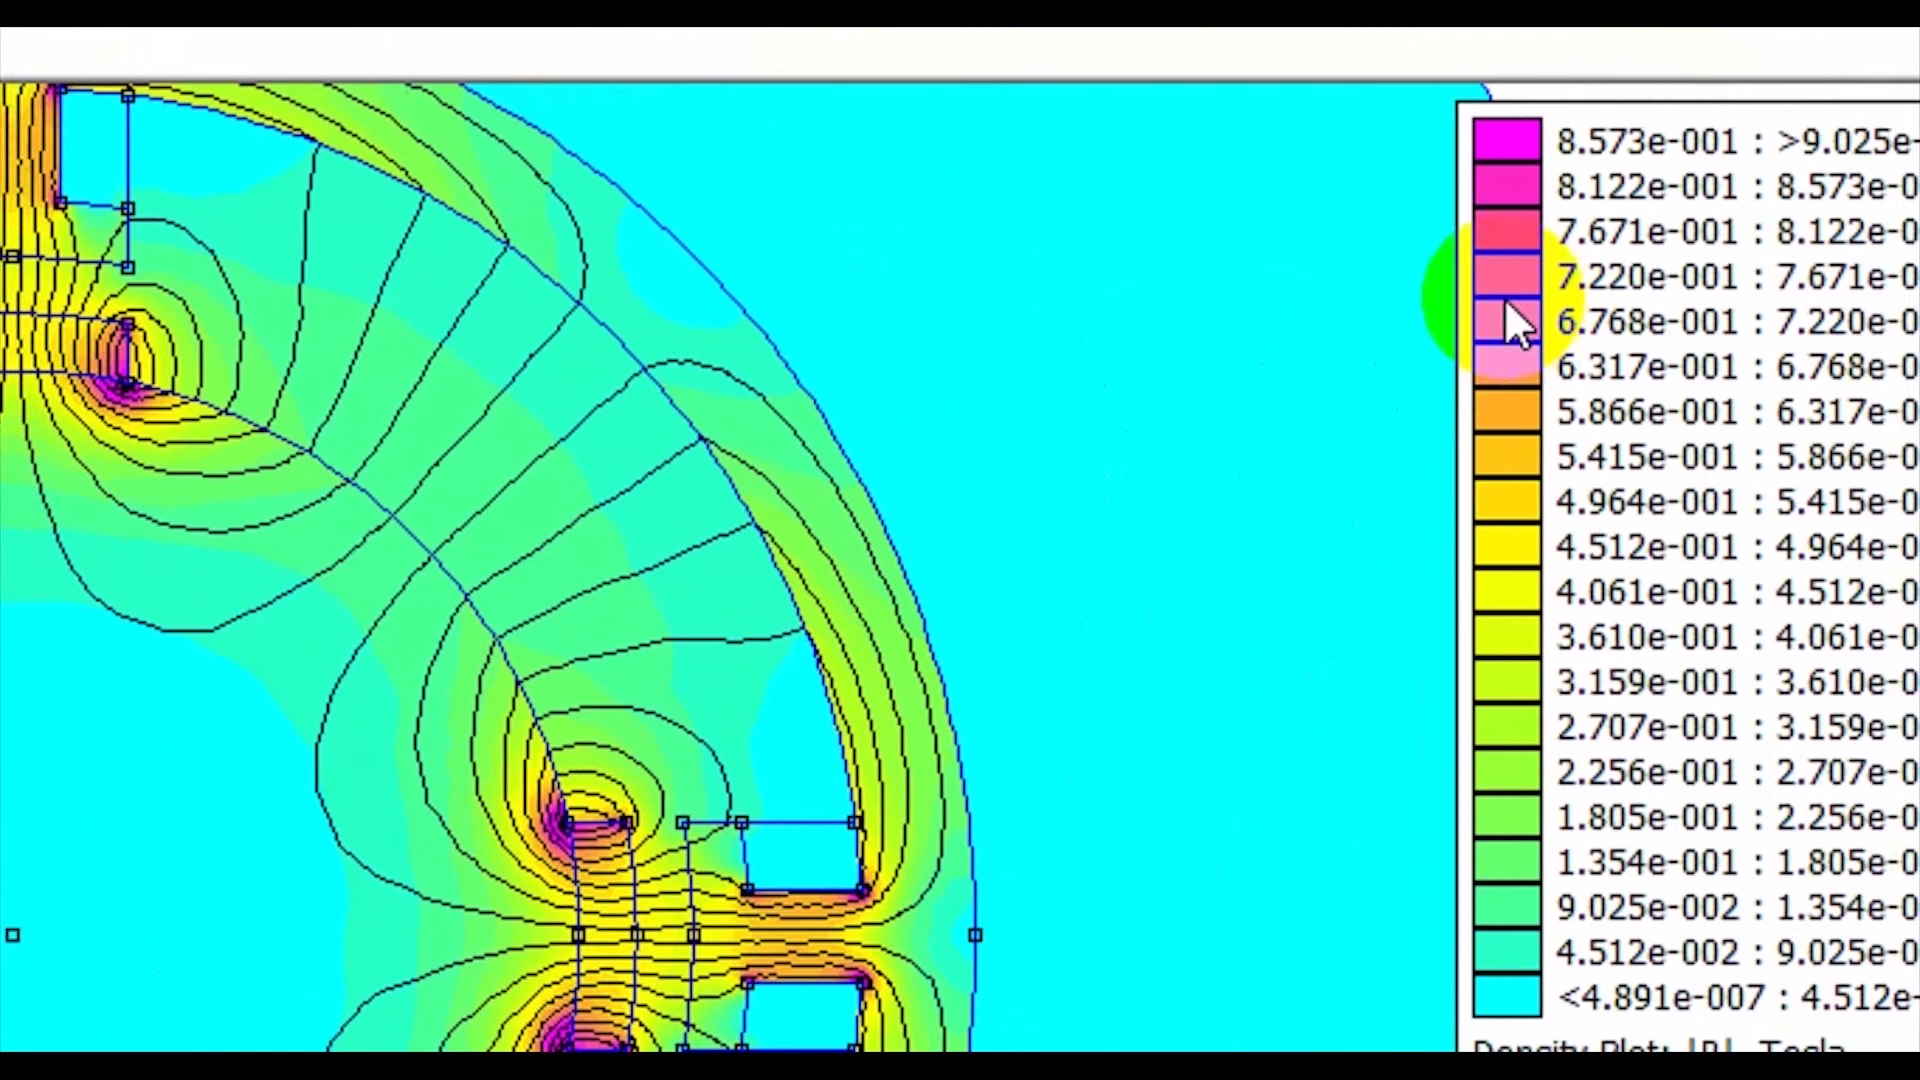 8.573e-001 : >9.025e-
8.122e-001 : 8.573e-0
7.671e-001 : 8.122e-0
7.220e-001 : 7.671e-0
6.768e-001 : 7.220e-0
6.317e-001 : 6.768e-0
5.866e-001 : 6.317e-0
5.415e-001 : 5.866e-0
4.964e-001 : 5.415e-0
4.512e-001 : 4.964e-0
4.061e-001 : 4.512e-0
3.610e-001 : 4.061e-0
3.159e-001 : 3.610e-0
2.707e-001 : 3.159e-0
2.256e-001 : 2.707e-0
1.805e-001 : 2.256e-0
1.354e-001 : 1.805e-0
9.025e-002 : 1.354e-0
4.512e-002 : 9.025e-0
<4.891e-007 : 4.512e-
Density Plot: |B|, Tesla